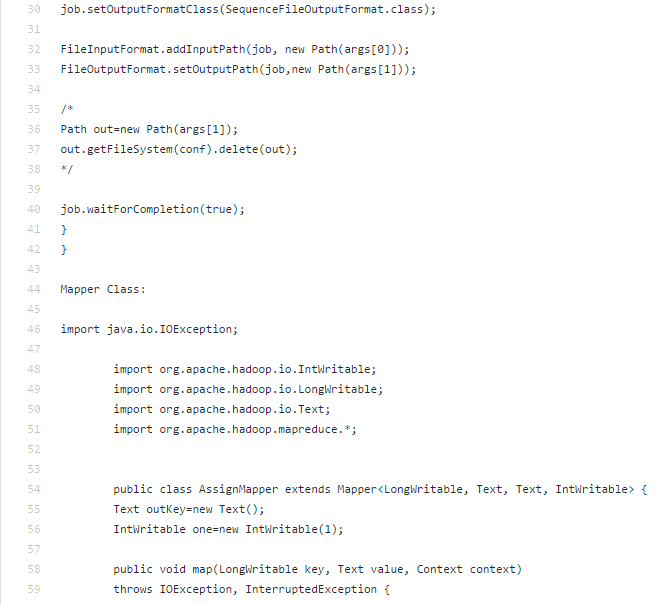 30 job.setOutputFormatClass(SequenceFileOutputFormat.class);
31
32 FileInputFormat.addInputPath(job, new Path(args[0]));
33 FileOutputFormat.setOutputPath(job,new Path(args[1]));
34
35 /*
36 Path out=new Path(args[1]);
37 out.getFileSystem(conf).delete(out);
38 */
39
40 job.waitForCompletion(true);
41 }
42 }
43
44 Mapper Class:
45
46 import java.io.IOException;
47
48 import org.apache.hadoop.io.IntWritable;
49 import org.apache.hadoop.io.LongWritable;
50 import org.apache.hadoop.io.Text;
51 import org.apache.hadoop.mapreduce.*;
52
53
54 public class AssignMapper extends Mapper<LongWritable, Text, Text, IntWritable> {
55 Text outKey=new Text();
56 IntWritable one=new IntWritable(1);
57
58 public void map(LongWritable key, Text value, Context context)
59 throws IOException, InterruptedException {